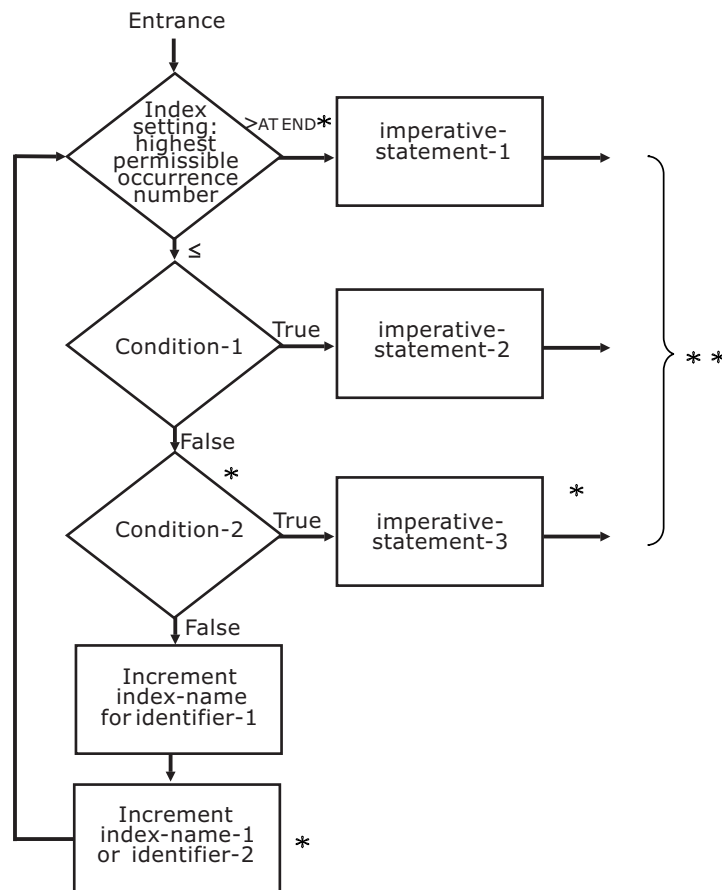 Entrance
Index
setting:
highest
permissible
occurrence
number
>AT END*
imperative-
statement-1
≤
Condition-1
True
imperative-
statement-2
* *
False
*
Condition-2
True
imperative-
statement-3
*
False
Increment
index-name
for identifier-1
Increment
index-name-1
or identifier-2
*